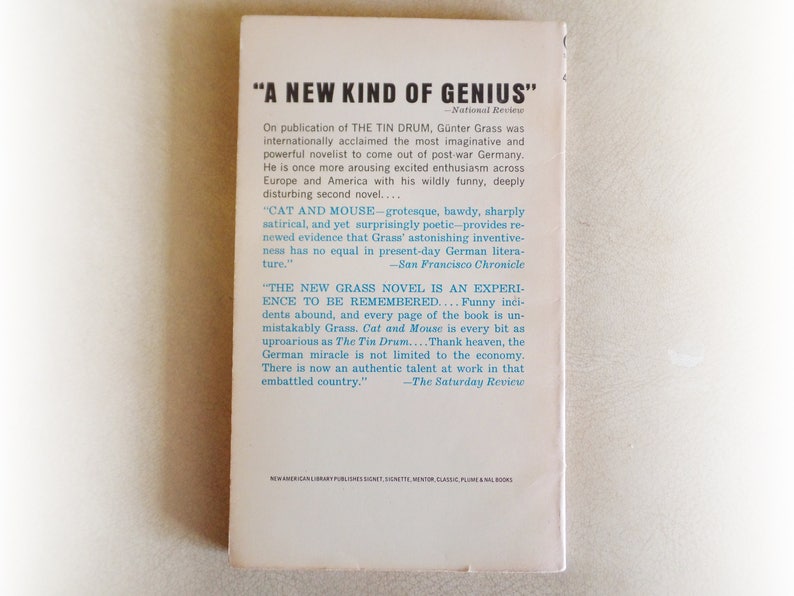 “A NEW KIND OF GENIUS”
—National Review
On publication of THE TIN DRUM, Günter Grass was
internationally acclaimed the most imaginative and
powerful novelist to come out of post-war Germany.
He is once more arousing excited enthusiasm across
Europe and America with his wildly funny, deeply
disturbing second novel....
“CAT AND MOUSE—grotesque, bawdy, sharply
satirical, and yet surprisingly poetic—provides re-
newed evidence that Grass’ astonishing inventive-
ness has no equal in present-day German litera-
ture.” —San Francisco Chronicle
“THE NEW GRASS NOVEL IS AN EXPERI-
ENCE TO BE REMEMBERED....Funny inci-
dents abound, and every page of the book is un-
mistakably Grass. Cat and Mouse is every bit as
uproarious as The Tin Drum....Thank heaven, the
German miracle is not limited to the economy.
There is now an authentic talent at work in that
embattled country.” —The Saturday Review
NEW AMERICAN LIBRARY PUBLISHES SIGNET, SIGNETTE, MENTOR, CLASSIC, PLUME & NAL BOOKS